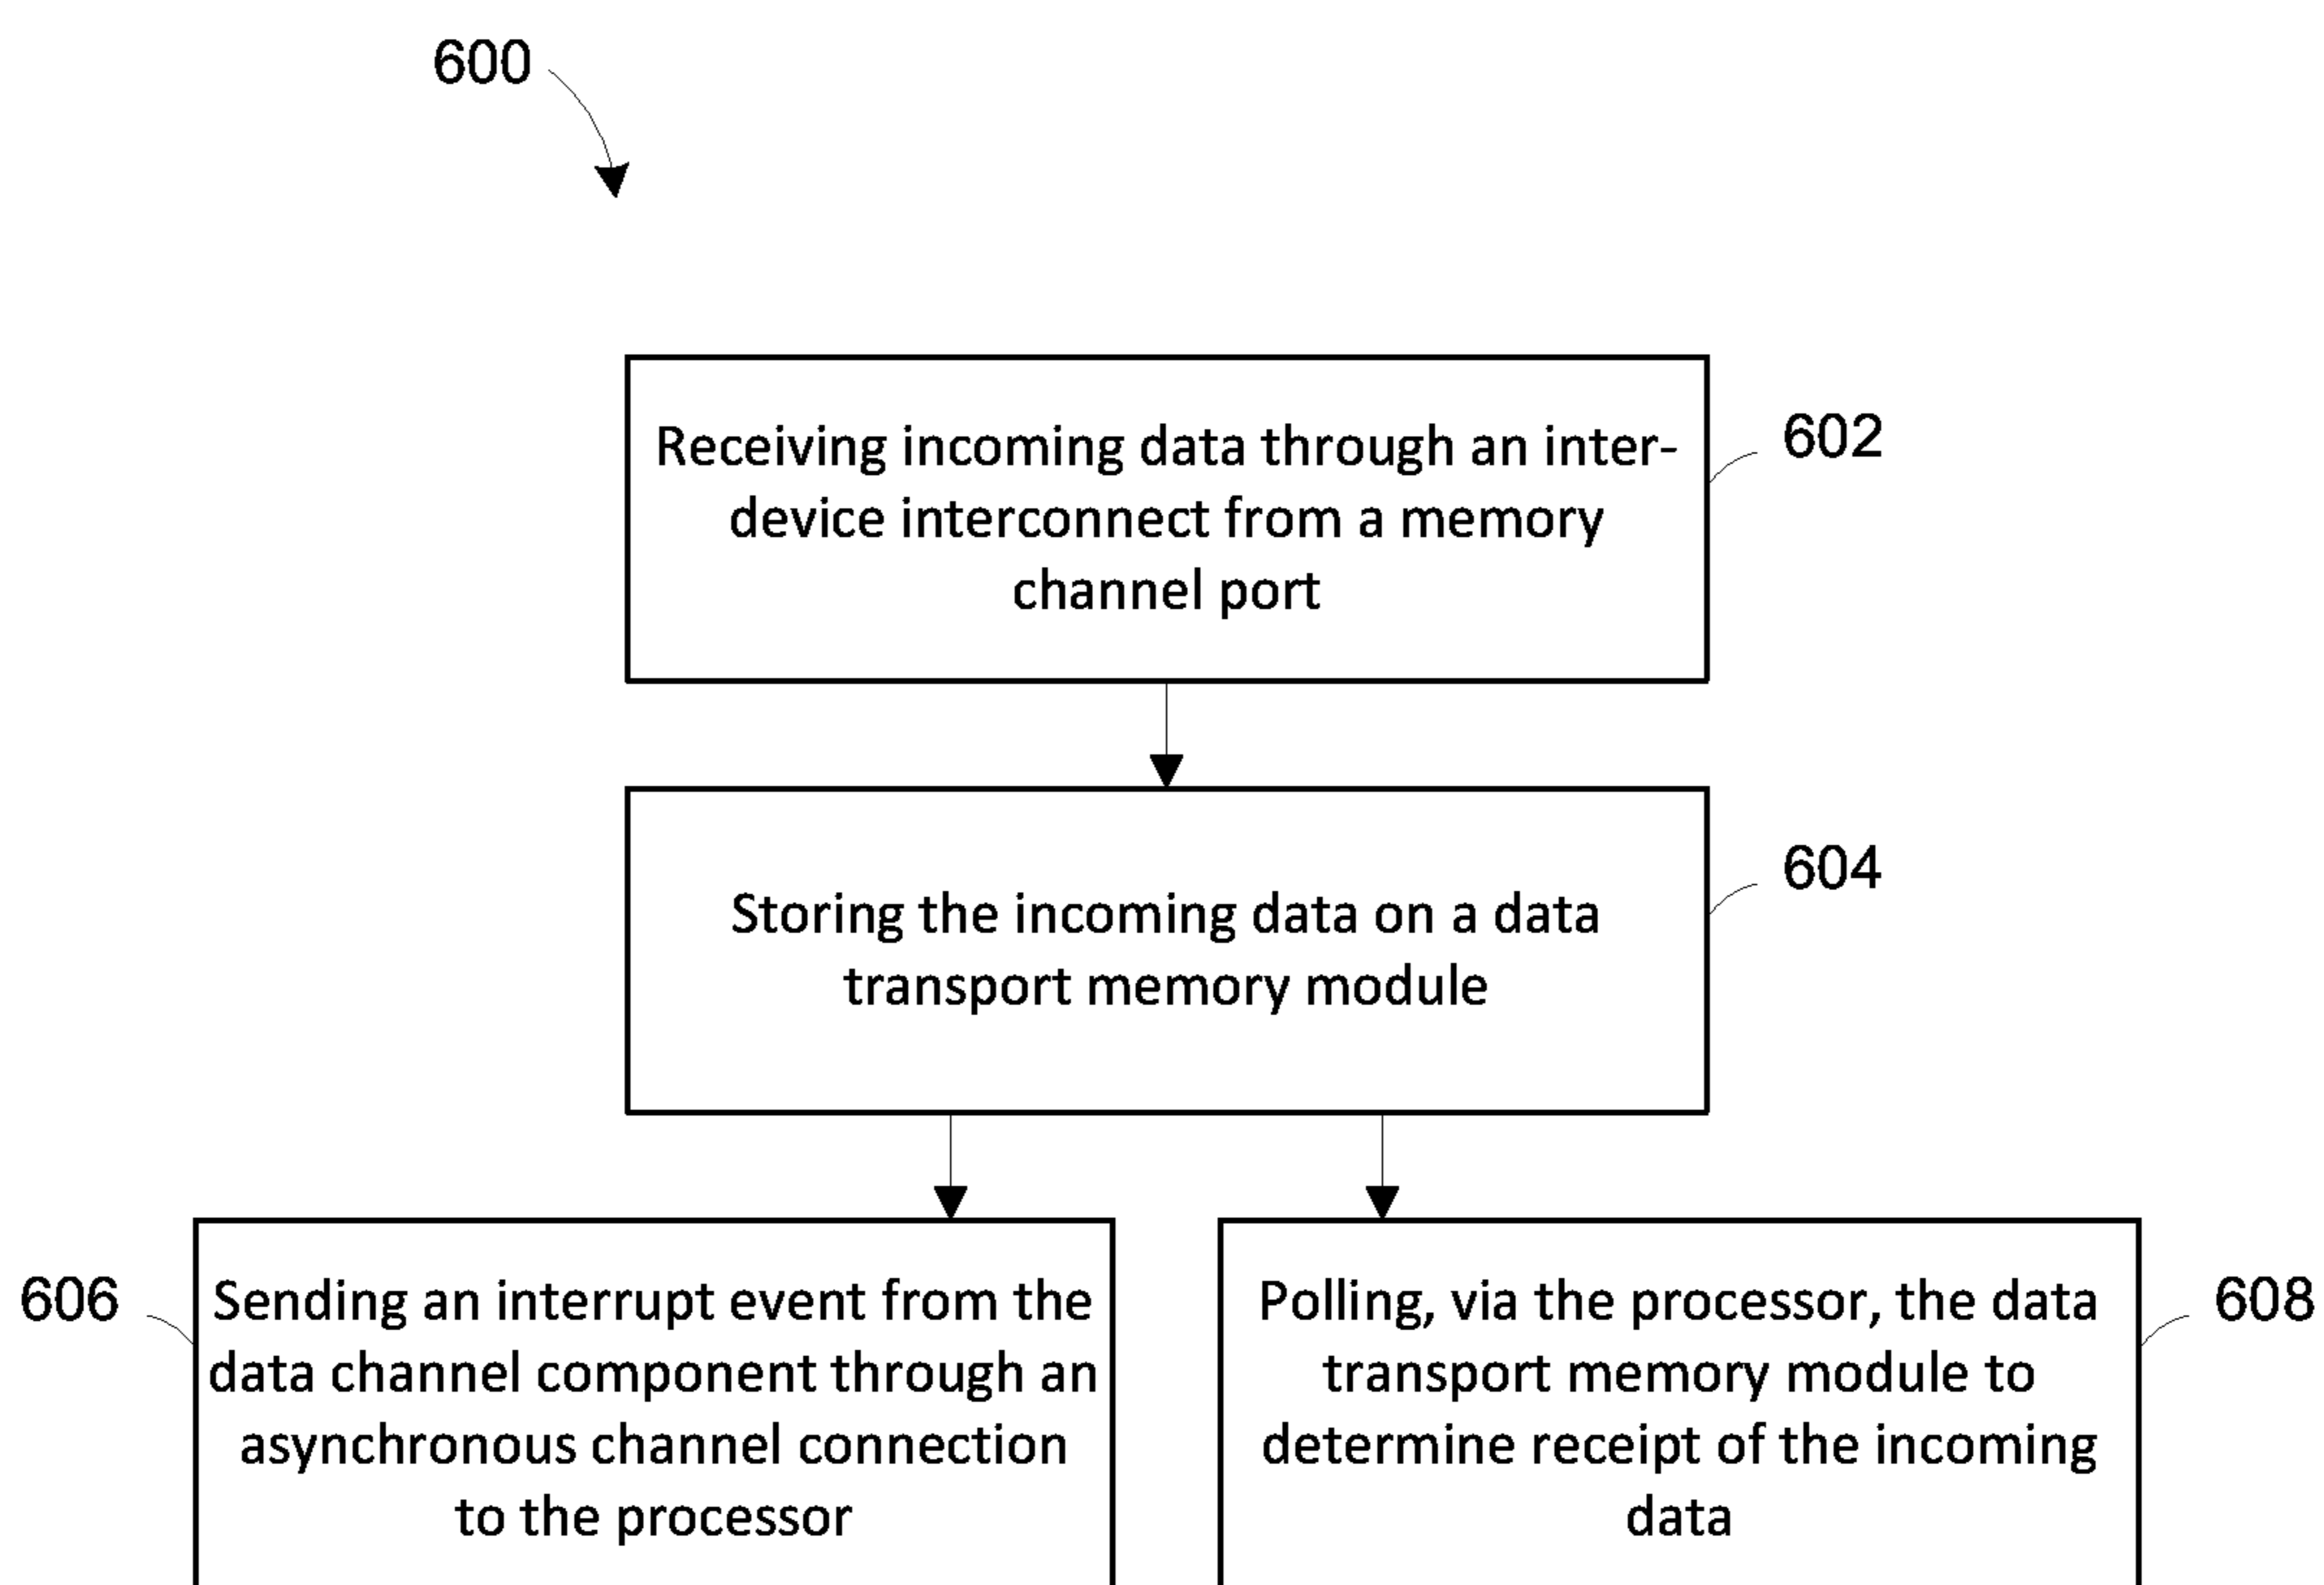 600
Receiving incoming data through an inter-
device interconnect from a memory
channel port
602
Storing the incoming data on a data
transport memory module
604
606
Sending an interrupt event from the
data channel component through an
asynchronous channel connection
to the processor
Polling, via the processor, the data
transport memory module to
determine receipt of the incoming
data
608